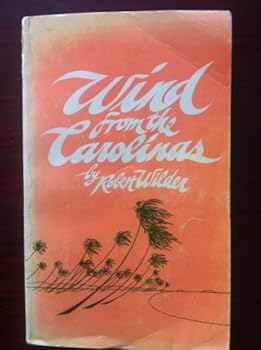 Wind
from the
Carolinas
by Robert Wilder